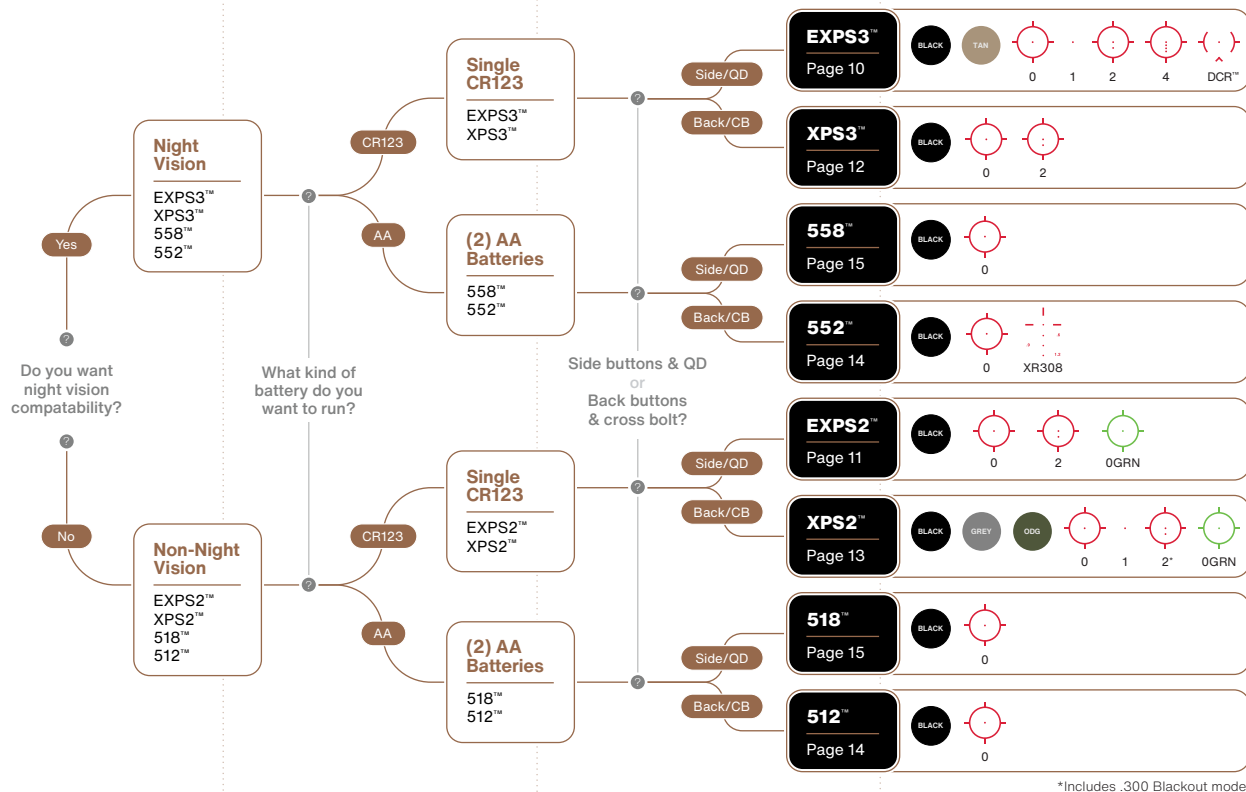 Do you want
night vision
compatability?
?
?
Yes
No
Night
Vision
EXPS3™
XPS3™
558™
552™
Non-Night
Vision
EXPS2™
XPS2™
518™
512™
?
What kind of
battery do you
want to run?
?
CR123
AA
CR123
AA
Single
CR123
EXPS3™
XPS3™
(2) AA
Batteries
558™
552™
Single
CR123
EXPS2™
XPS2™
(2) AA
Batteries
518™
512™
?
?
Side buttons & QD
or
Back buttons
& cross bolt?
?
?
Side/QD
Back/CB
Side/QD
Back/CB
Side/QD
Back/CB
Side/QD
Back/CB
EXPS3™
Page 10
BLACK TAN
0 1 2 4 DCR™
XPS3™
Page 12
BLACK
0 2
558™
Page 15
BLACK
0
552™
Page 14
BLACK
0 XR308
EXPS2™
Page 11
BLACK
0 2 0GRN
XPS2™
Page 13
BLACK GREY ODG
0 1 2* 0GRN
518™
Page 15
BLACK
0
512™
Page 14
BLACK
0
*Includes .300 Blackout mode